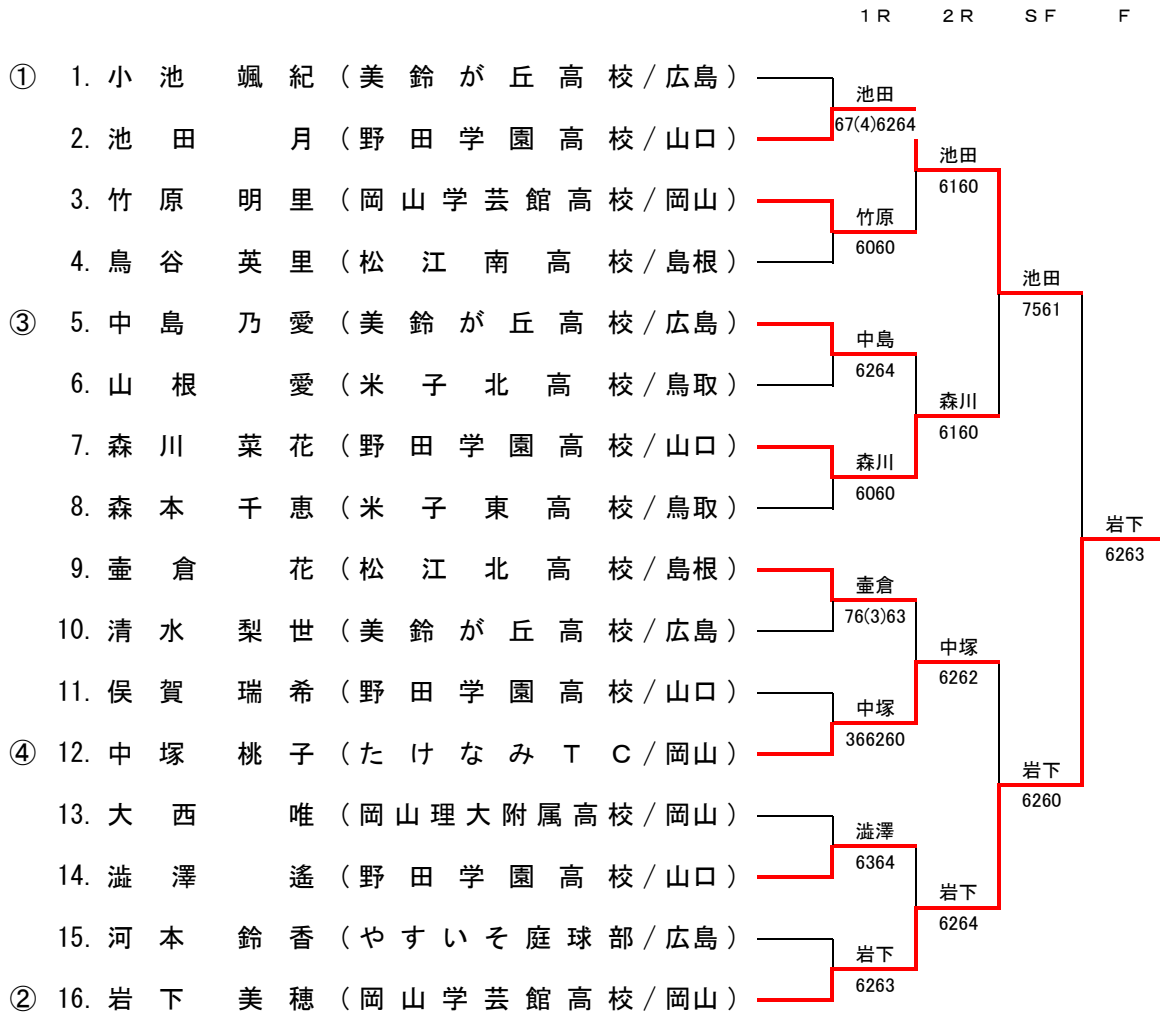 1R 2R SF F
① 1. 小池 颯紀 (美鈴が丘高校/広島)
池田
67(4)6264
2. 池田 月 (野田学園高校/山口)
池田
6160
3. 竹原 明里 (岡山学芸館高校/岡山)
竹原
6060
4. 鳥谷 英里 (松江南高校/島根)
池田
7561
③ 5. 中島 乃愛 (美鈴が丘高校/広島)
中島
6264
6. 山根 愛 (米子北高校/鳥取)
森川
6160
7. 森川 菜花 (野田学園高校/山口)
森川
6060
8. 森本 千恵 (米子東高校/鳥取)
岩下
6263
9. 壷倉 花 (松江北高校/島根)
壷倉
76(3)63
10. 清水 梨世 (美鈴が丘高校/広島)
中塚
6262
11. 俣賀 瑞希 (野田学園高校/山口)
中塚
366260
④ 12. 中塚 桃子 (たけなみTC/岡山)
岩下
6260
13. 大西 唯 (岡山理大附属高校/岡山)
澁澤
6364
14. 澁澤 遙 (野田学園高校/山口)
岩下
6264
15. 河本 鈴香 (やすいそ庭球部/広島)
岩下
6263
② 16. 岩下 美穂 (岡山学芸館高校/岡山)